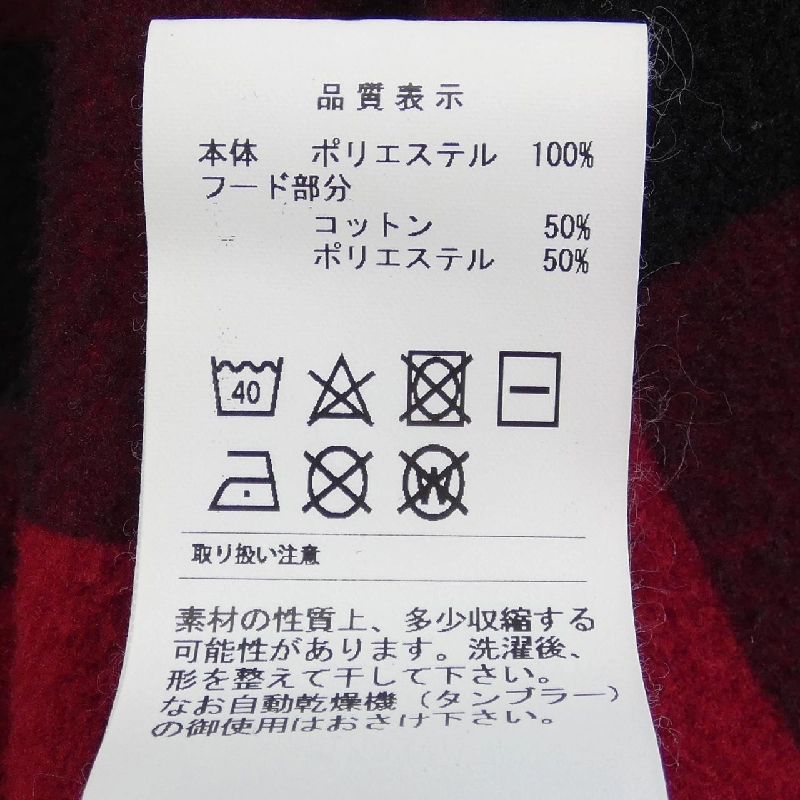 品質表示
本体 ポリエステル 100%
フード部分
コットン 50%
ポリエステル 50%
40
W
取り扱い注意
素材の性質上、多少収縮する
可能性があります。洗濯後、
形を整えて干して下さい。
なお自動乾燥機（タンブラー）
の御使用はおさけ下さい。